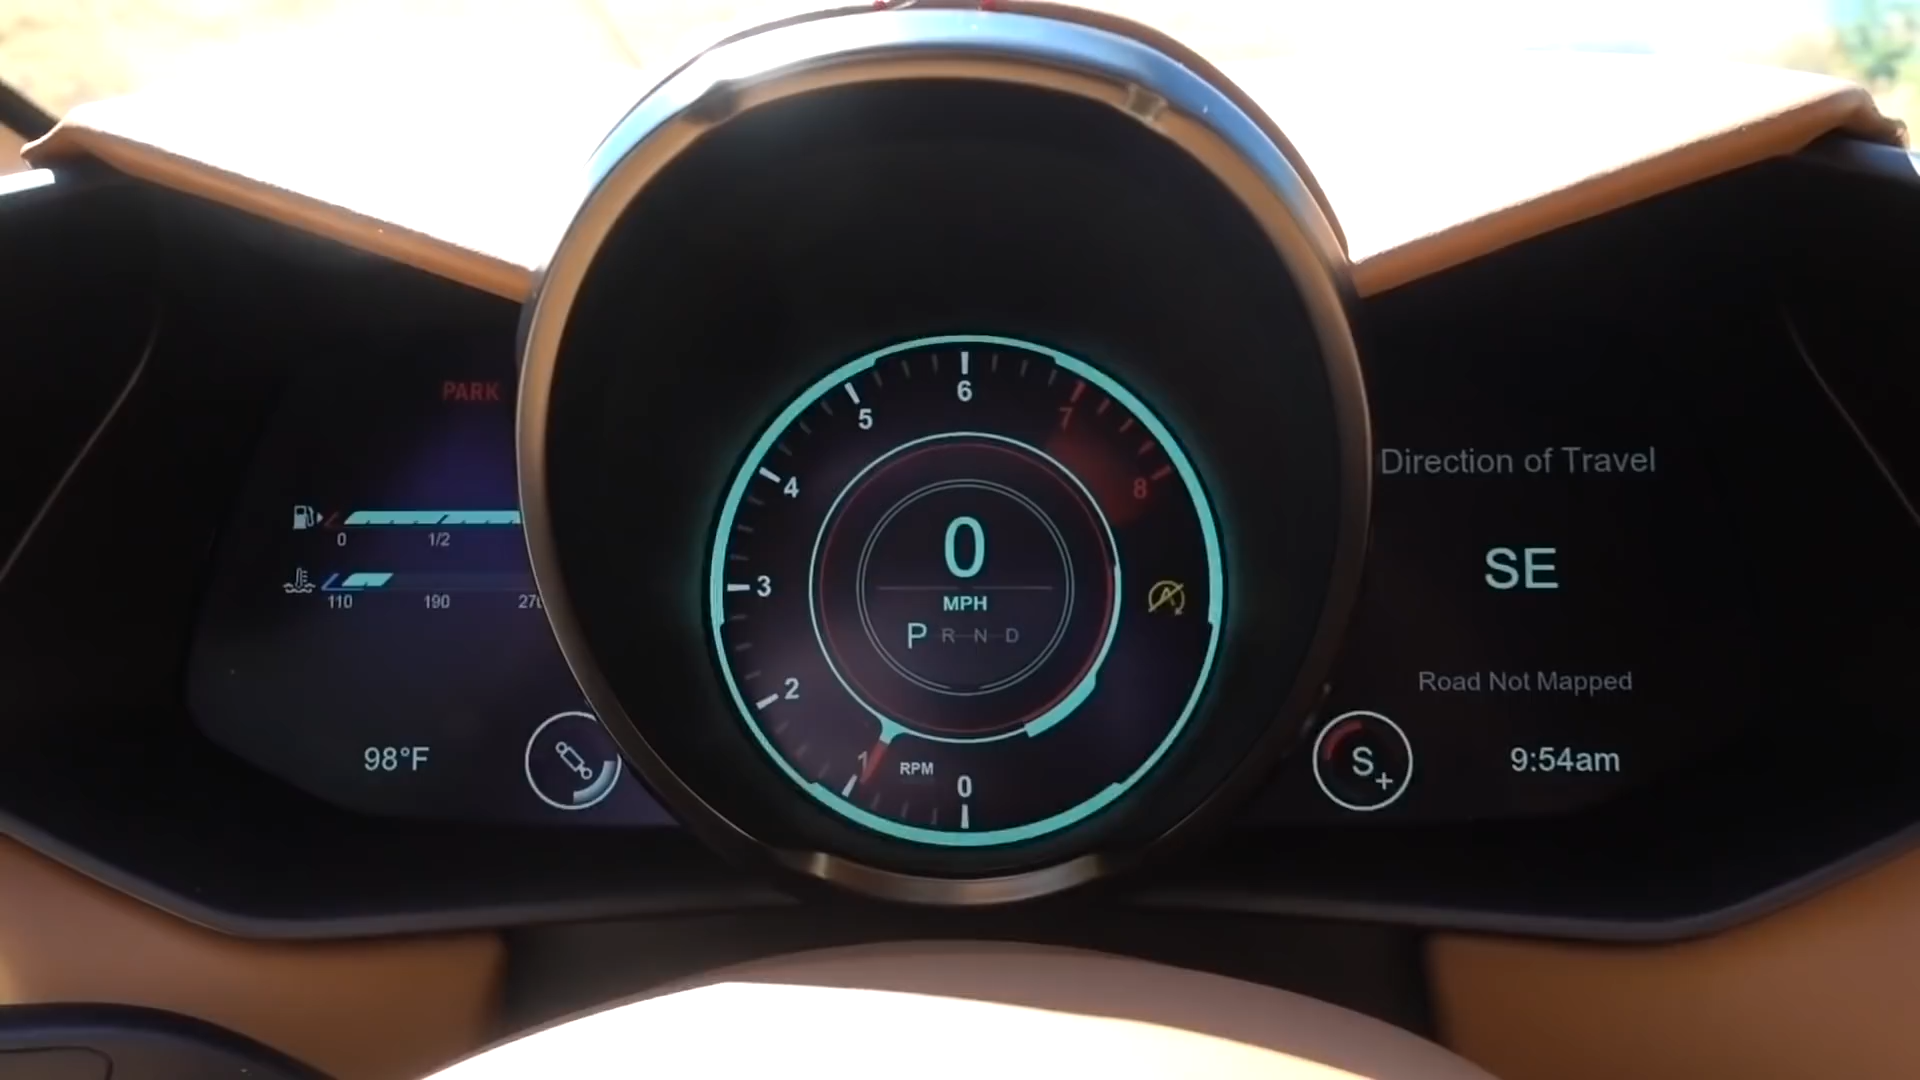 PARK
0 1/2
110 190 270
98°F
6
5 7
4 8
3
2
1 RPM 0
0
MPH
P R N D
A
Direction of Travel
SE
Road Not Mapped
S+
9:54am